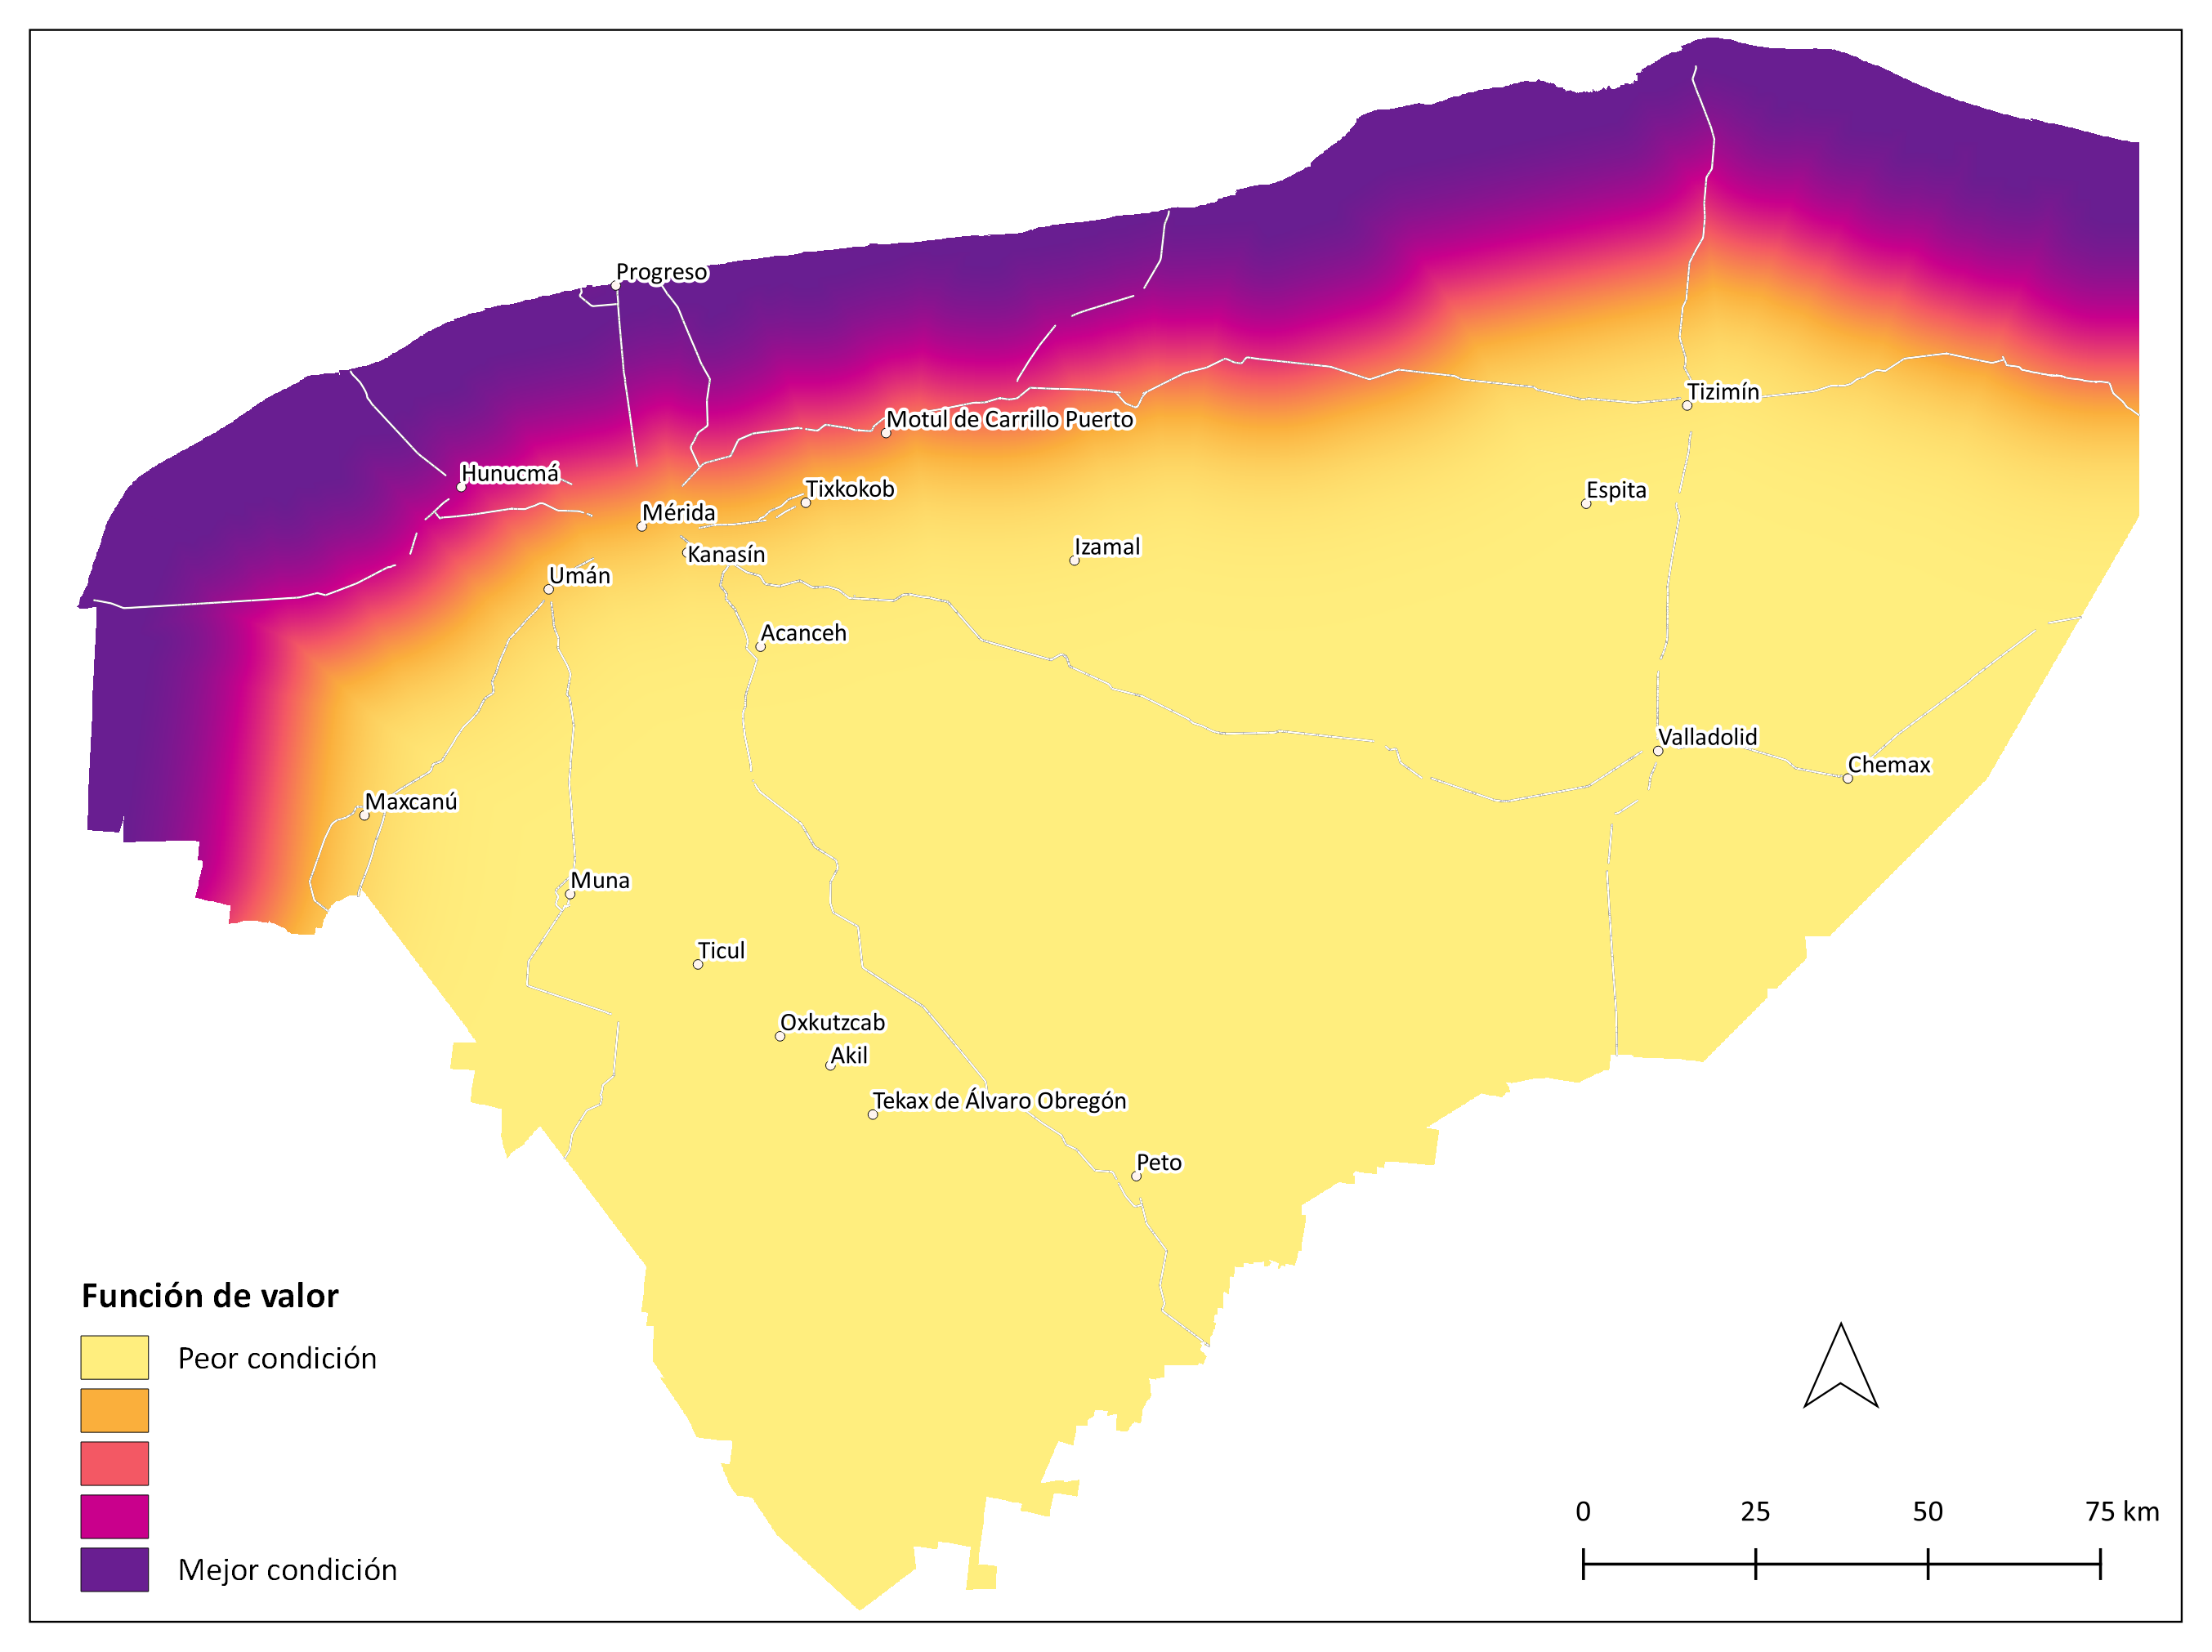 Progreso
Tizimín
Motul de Carrillo Puerto
Hunucmá
Tixkokob
Espita
Mérida
Izamal
Kanasín
Umán
Acanceh
Valladolid
Chemax
Maxcanú
Muna
Ticul
Oxkutzcab
Akil
Tekax de Álvaro Obregón
Peto
Función de valor
Peor condición
Mejor condición
0 25 50 75 km